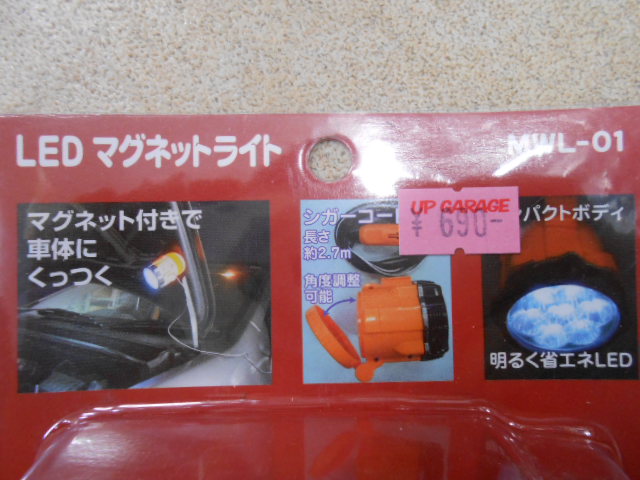 LED マグネットライト
MWL-01
マグネット付きで
車体に
くっつく
シガーコー
長さ
約2.7m
角度調整
可能
UP GARAGE
¥ 690-
ンパクトボディ
明るく省エネLED